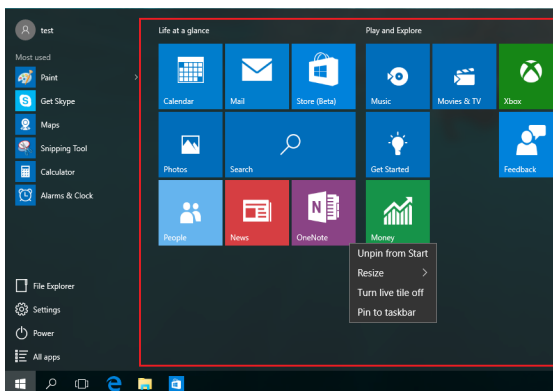 test
Most used
Paint
Get Skype
Maps
Snipping Tool
Calculator
Alarms & Clock
File Explorer
Settings
Power
All apps
Life at a glance
Calendar
Mail
Store (Beta)
Photos
Search
People
News
OneNote
Play and Explore
Music
Movies & TV
Xbox
Get Started
Feedback
Money
Unpin from Start
Resize
Turn live tile off
Pin to taskbar